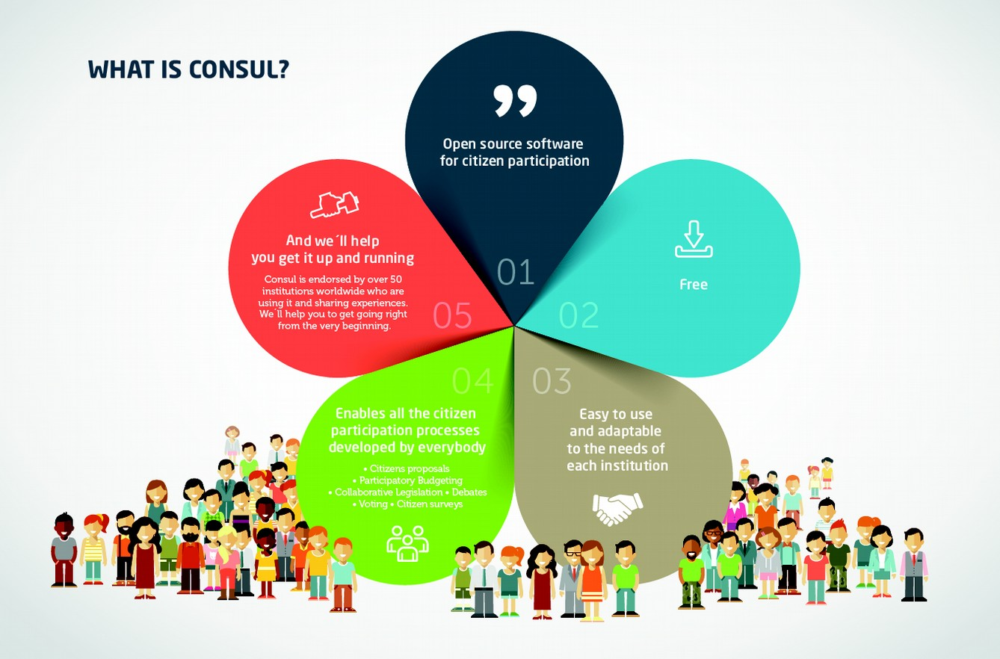 WHAT IS CONSUL?
Open source software
for citizen participation
01
Free
02
03
Easy to use
and adaptable
to the needs of
each institution
04
Enables all the citizen
participation processes
developed by everybody
• Citizens proposals
• Participatory Budgeting
• Collaborative Legislation • Debates
• Voting • Citizen surveys
And we´ll help
you get it up and running
Consul is endorsed by over 50
institutions worldwide who are
using it and sharing experiences.
We´ll help you to get going right
from the very beginning.
05